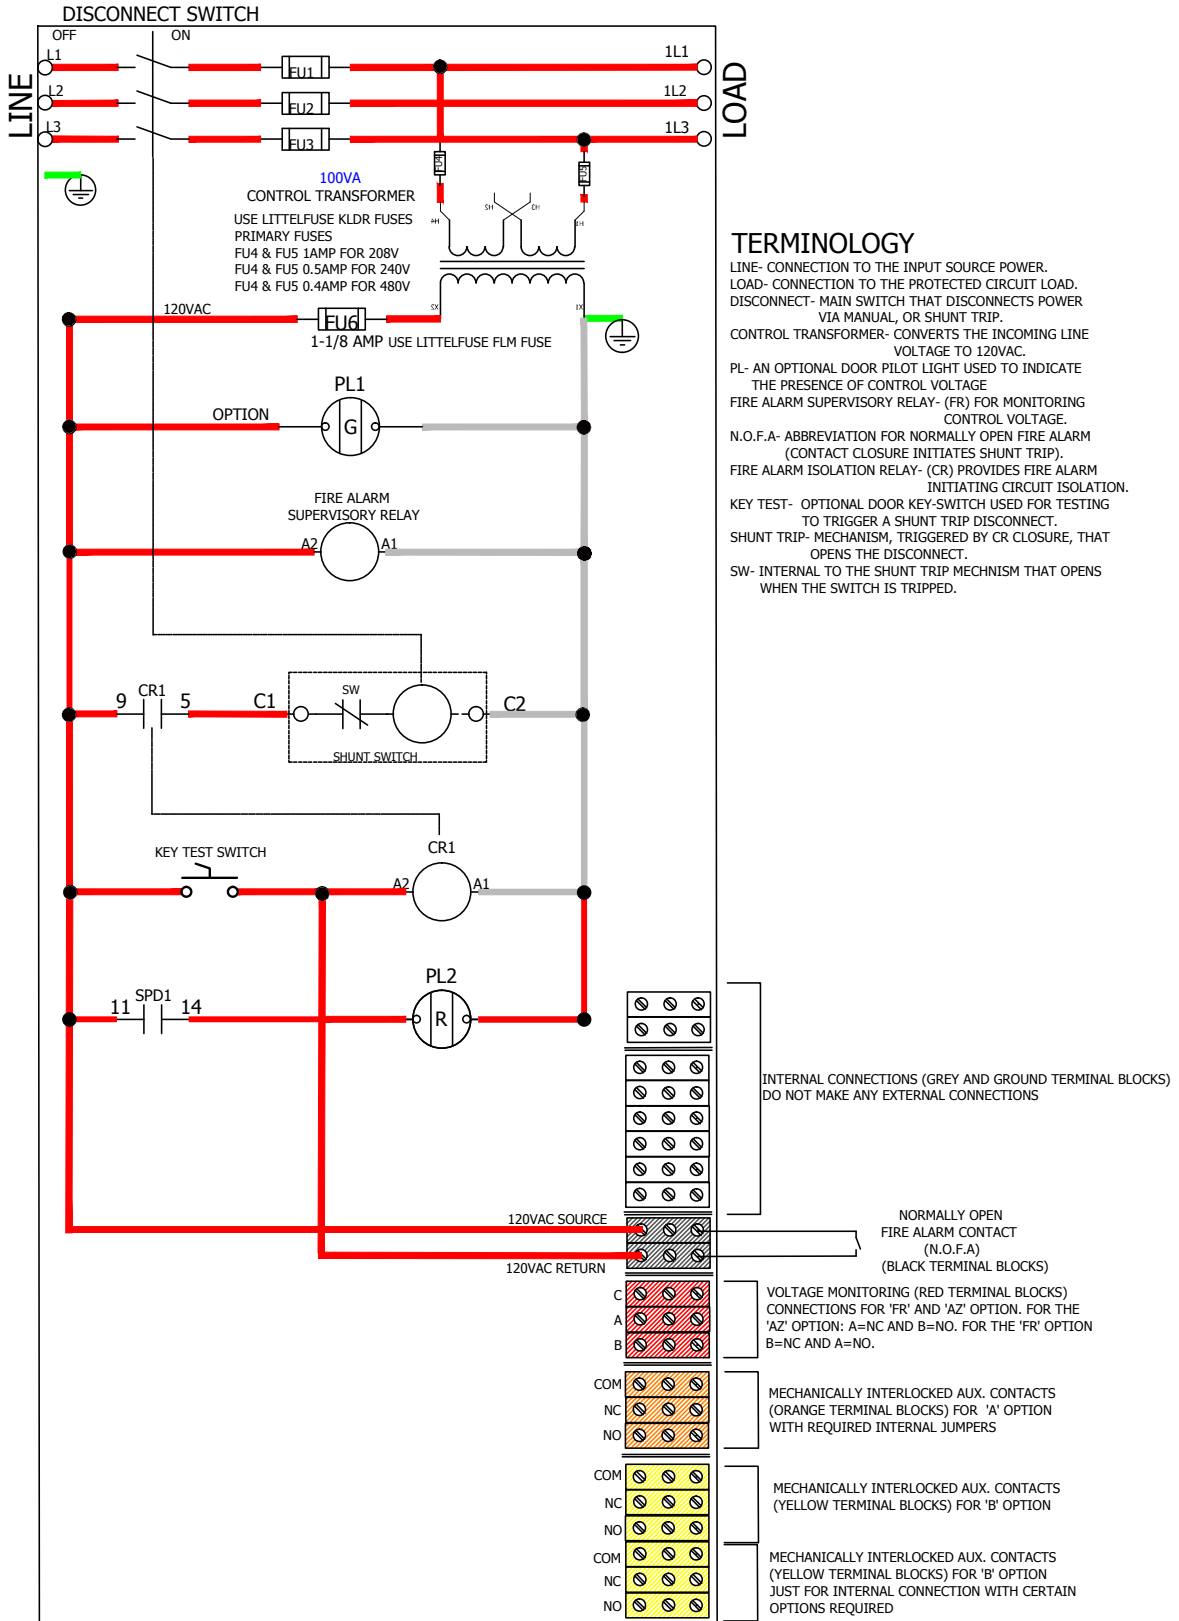 DISCONNECT SWITCH
OFF
ON
L1
L2
L3
LINE
FU1
FU2
FU3
1L1
1L2
1L3
LOAD
FU4
FU5
100VA
CONTROL TRANSFORMER
USE LITTELFUSE KLDR FUSES
PRIMARY FUSES
FU4 & FU5 1AMP FOR 208V
FU4 & FU5 0.5AMP FOR 240V
FU4 & FU5 0.4AMP FOR 480V
H4
H2
H3
H1
X2
X1
120VAC
FU6
1-1/8 AMP USE LITTELFUSE FLM FUSE
TERMINOLOGY
LINE- CONNECTION TO THE INPUT SOURCE POWER.
LOAD- CONNECTION TO THE PROTECTED CIRCUIT LOAD.
DISCONNECT- MAIN SWITCH THAT DISCONNECTS POWER
VIA MANUAL, OR SHUNT TRIP.
CONTROL TRANSFORMER- CONVERTS THE INCOMING LINE
VOLTAGE TO 120VAC.
PL- AN OPTIONAL DOOR PILOT LIGHT USED TO INDICATE
THE PRESENCE OF CONTROL VOLTAGE
FIRE ALARM SUPERVISORY RELAY- (FR) FOR MONITORING
CONTROL VOLTAGE.
N.O.F.A- ABBREVIATION FOR NORMALLY OPEN FIRE ALARM
(CONTACT CLOSURE INITIATES SHUNT TRIP).
FIRE ALARM ISOLATION RELAY- (CR) PROVIDES FIRE ALARM
INITIATING CIRCUIT ISOLATION.
KEY TEST- OPTIONAL DOOR KEY-SWITCH USED FOR TESTING
TO TRIGGER A SHUNT TRIP DISCONNECT.
SHUNT TRIP- MECHANISM, TRIGGERED BY CR CLOSURE, THAT
OPENS THE DISCONNECT.
SW- INTERNAL TO THE SHUNT TRIP MECHNISM THAT OPENS
WHEN THE SWITCH IS TRIPPED.
PL1
OPTION
G
FIRE ALARM
SUPERVISORY RELAY
A2
A1
9
CR1
5
C1
SW
C2
SHUNT SWITCH
KEY TEST SWITCH
CR1
A2
A1
PL2
11
SPD1
14
R
INTERNAL CONNECTIONS (GREY AND GROUND TERMINAL BLOCKS)
DO NOT MAKE ANY EXTERNAL CONNECTIONS
120VAC SOURCE
120VAC RETURN
NORMALLY OPEN
FIRE ALARM CONTACT
(N.O.F.A)
(BLACK TERMINAL BLOCKS)
C
A
B
VOLTAGE MONITORING (RED TERMINAL BLOCKS)
CONNECTIONS FOR 'FR' AND 'AZ' OPTION. FOR THE
'AZ' OPTION: A=NC AND B=NO. FOR THE 'FR' OPTION
B=NC AND A=NO.
COM
NC
NO
MECHANICALLY INTERLOCKED AUX. CONTACTS
(ORANGE TERMINAL BLOCKS) FOR 'A' OPTION
WITH REQUIRED INTERNAL JUMPERS
COM
NC
NO
MECHANICALLY INTERLOCKED AUX. CONTACTS
(YELLOW TERMINAL BLOCKS) FOR 'B' OPTION
COM
NC
NO
MECHANICALLY INTERLOCKED AUX. CONTACTS
(YELLOW TERMINAL BLOCKS) FOR 'B' OPTION
JUST FOR INTERNAL CONNECTION WITH CERTAIN
OPTIONS REQUIRED